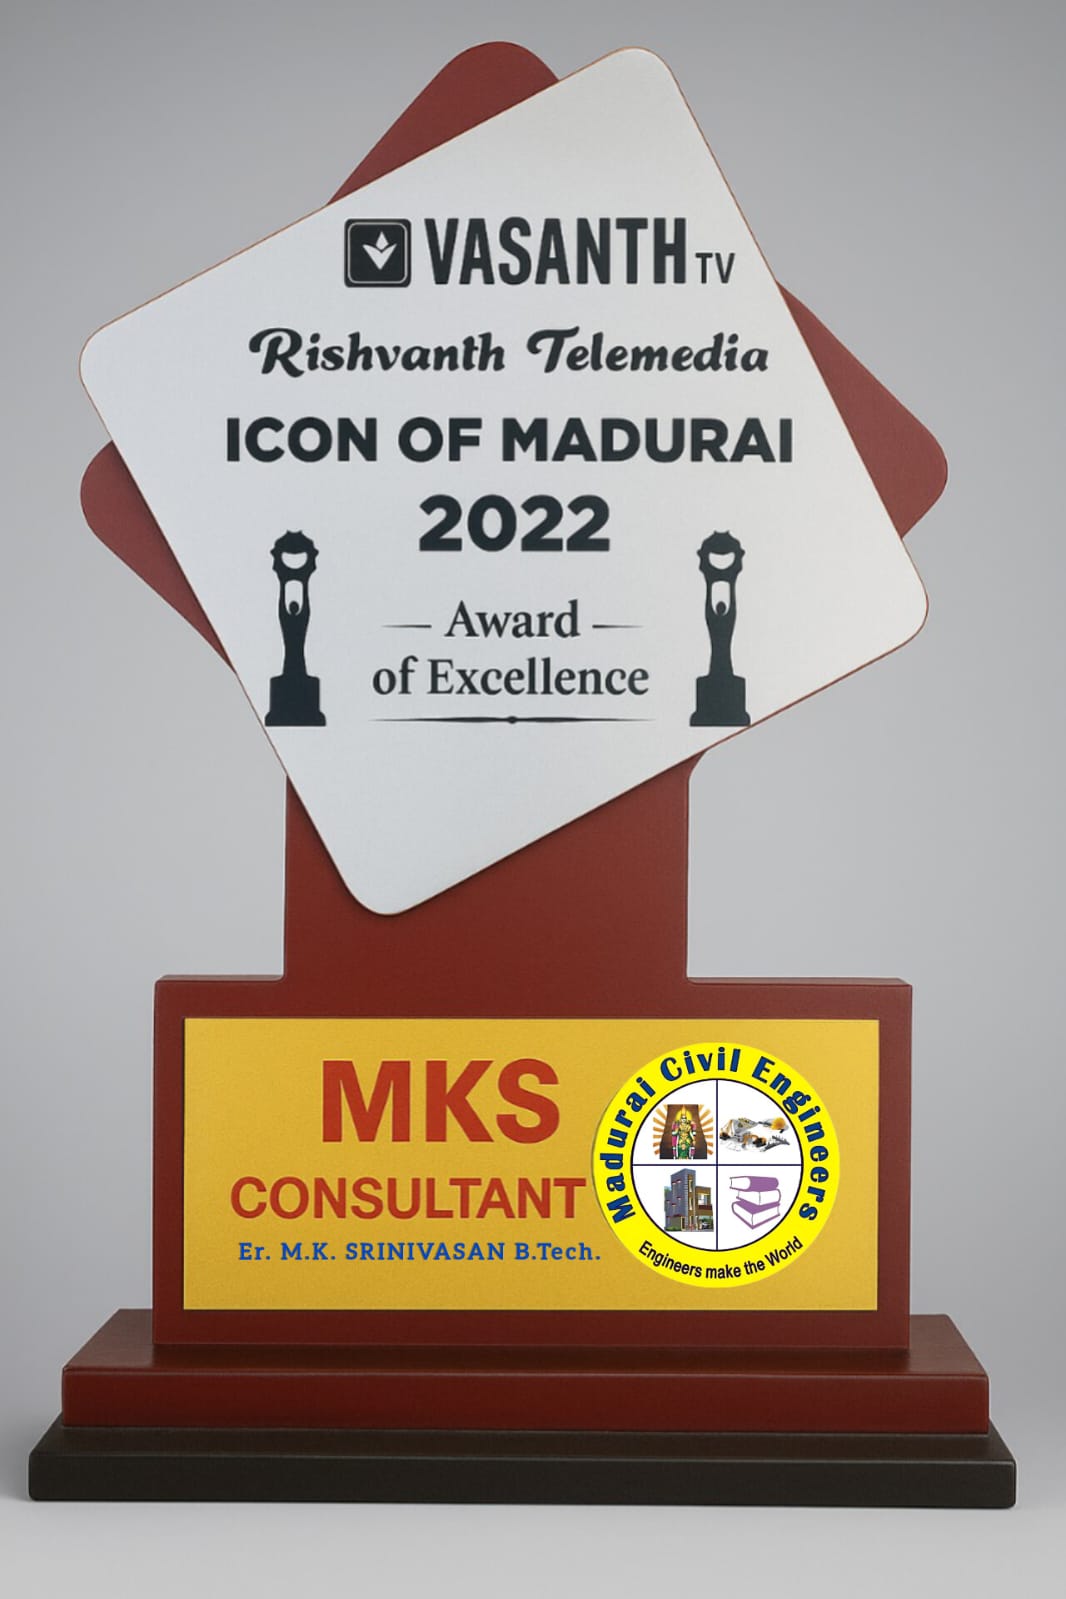 VASANTH TV
Rishvanth Telemedia
ICON OF MADURAI
2022
Award
of Excellence
MKS
CONSULTANT
Er. M.K. SRINIVASAN B.Tech.
Madurai Civil Engineers
Engineers make the World